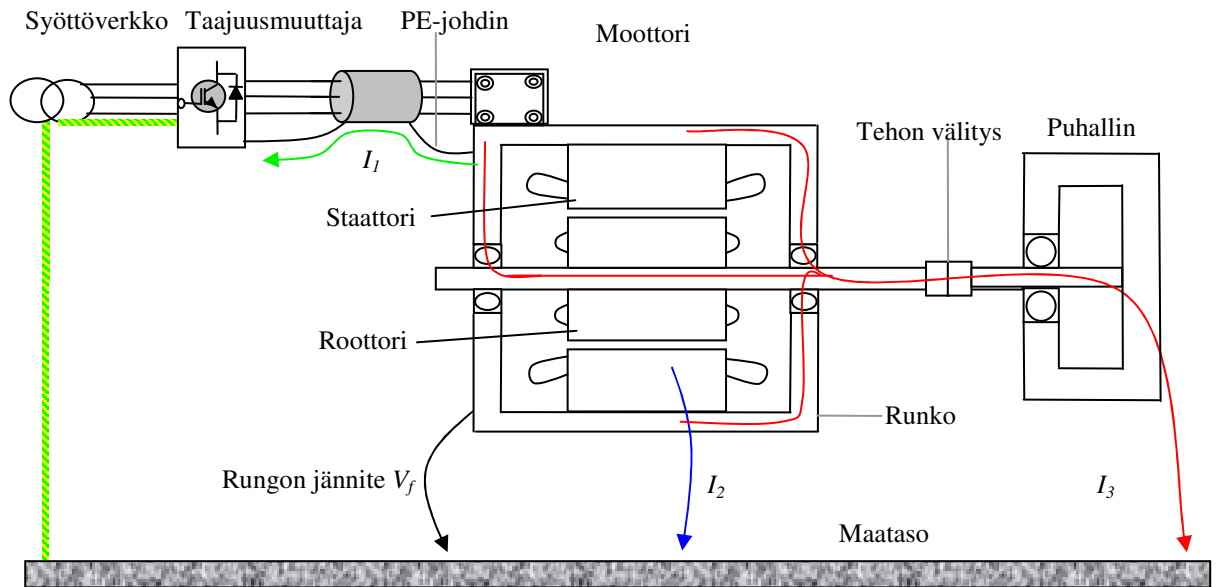 Syöttöverkko
Taajuusmuuttaja
PE-johdin
Moottori
Tehon välitys
Puhallin
I1
Staattori
Roottori
Runko
Rungon jännite Vf
I2
I3
Maataso